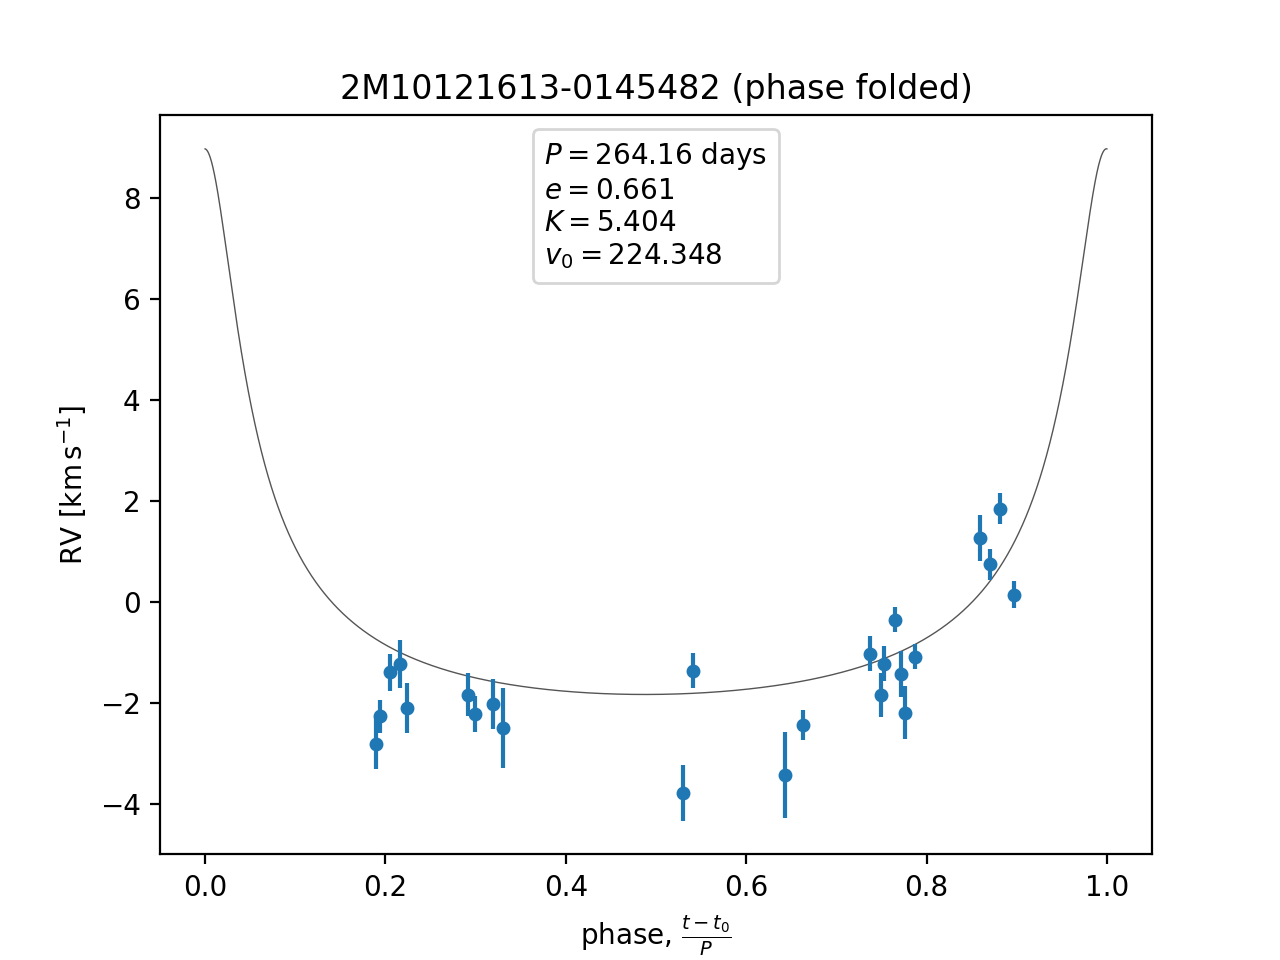 2M10121613-0145482 (phase folded)
P = 264.16 days
e = 0.661
K = 5.404
v₀ = 224.348
RV [km s⁻¹]
8
6
4
2
0
−2
−4
0.0 0.2 0.4 0.6 0.8 1.0
phase, (t − t₀)/P